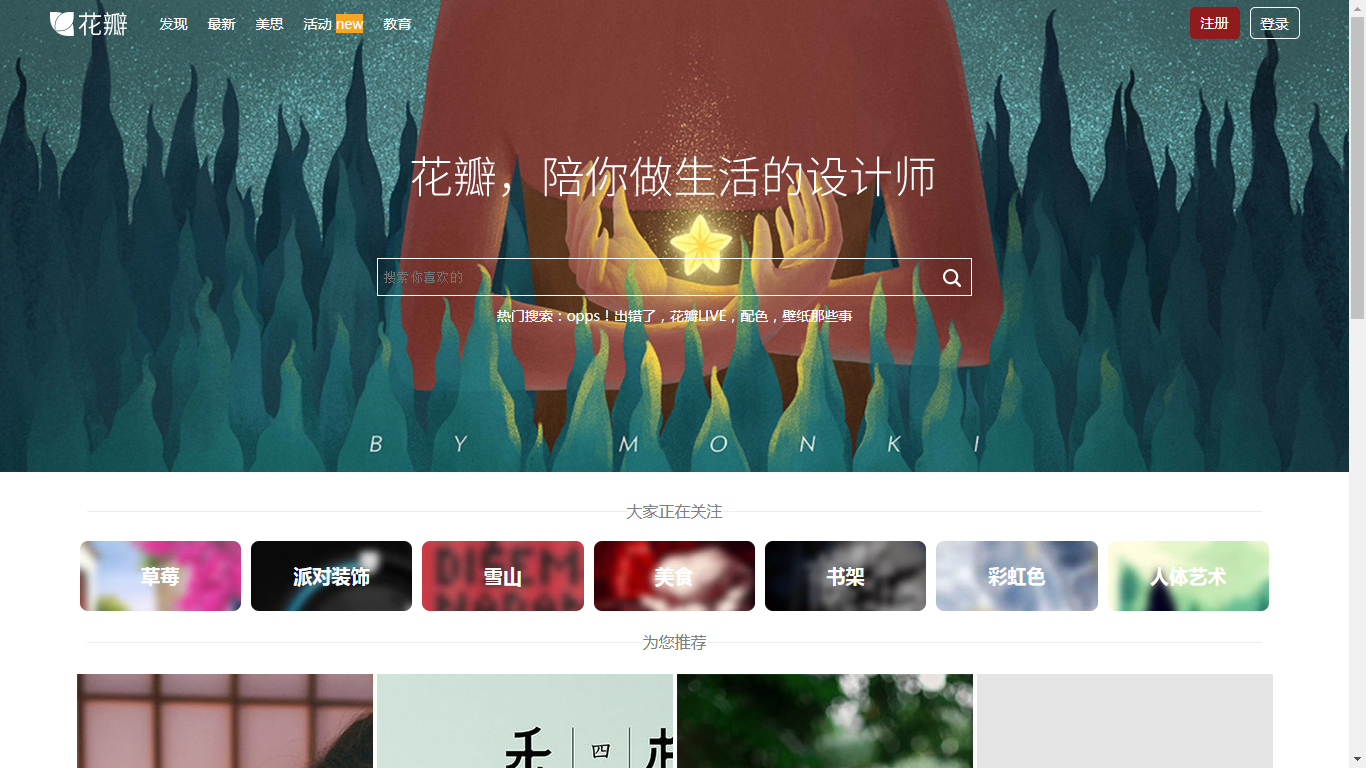 花瓣 发现 最新 美思 活动 new 教育 注册 登录
花瓣，陪你做生活的设计师
搜索你喜欢的
热门搜索：opps！出错了，花瓣LIVE，配色，壁纸那些事
BY MONKI
大家正在关注
草莓 派对装饰 雪山 美食 书架 彩虹色 人体艺术
为您推荐
四